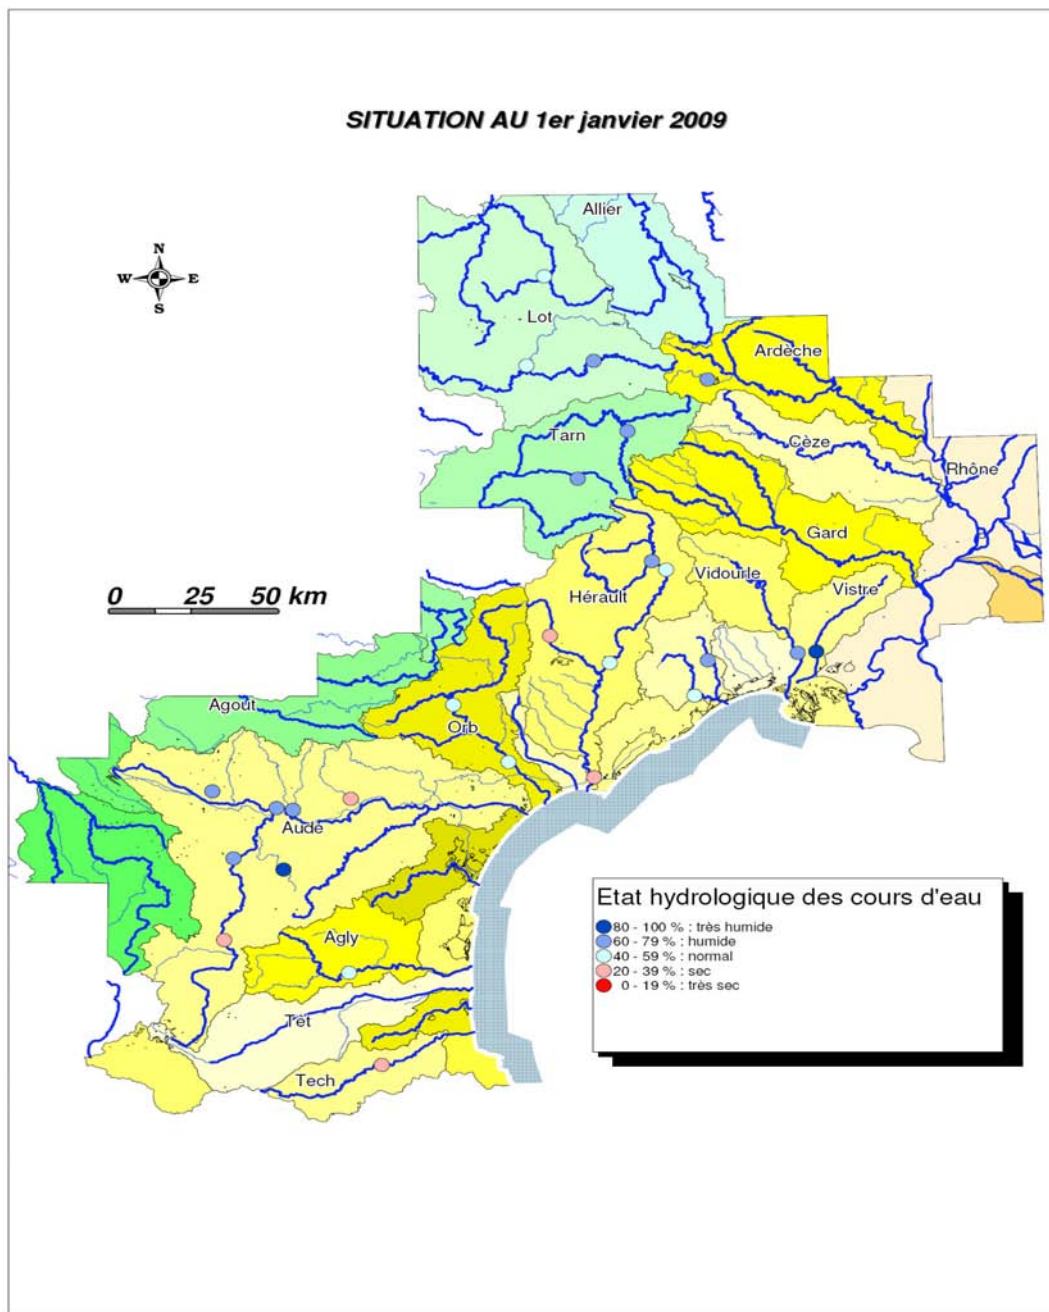 SITUATION AU 1er janvier 2009
Allier
N
W E
S
Lot
Ardèche
Tarn
Cèze
Rhône
Gard
Vidourle
Hérault
Vistre
0 25 50 km
Agout
Orb
Aude
Agly
Têt
Tech
Etat hydrologique des cours d'eau
80 - 100 % : très humide
60 - 79 % : humide
40 - 59 % : normal
20 - 39 % : sec
0 - 19 % : très sec